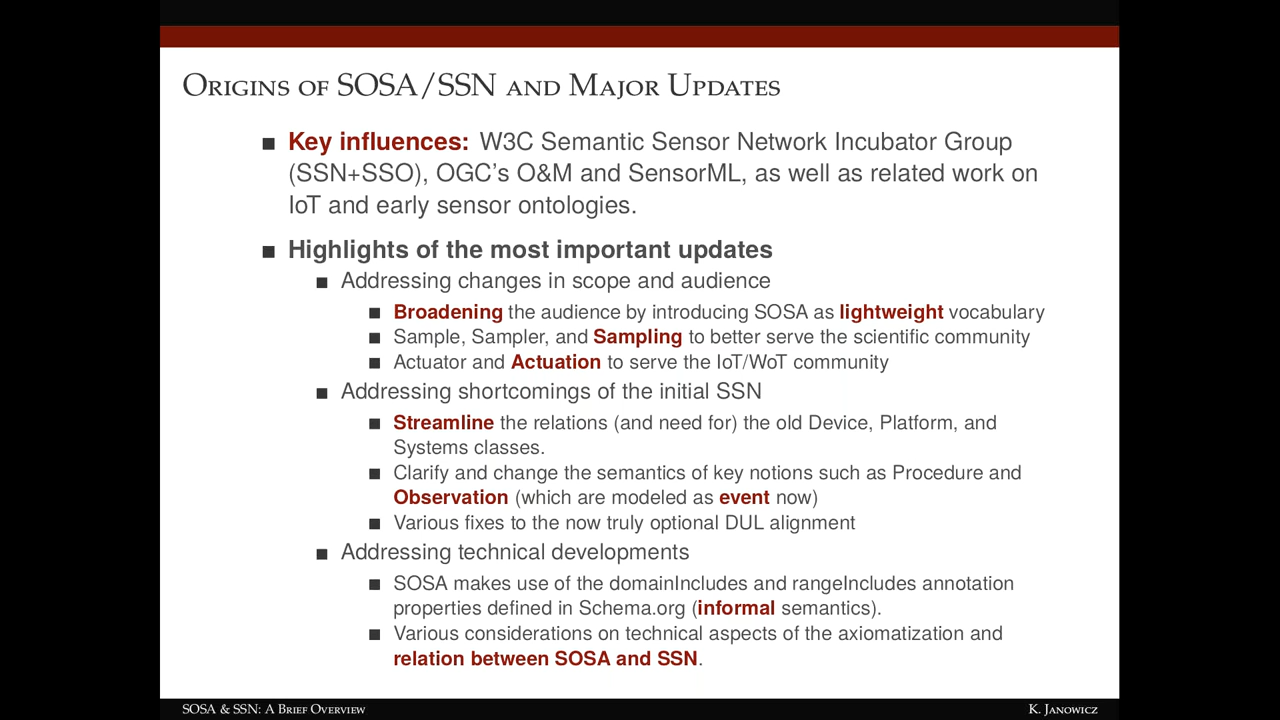 Origins of SOSA/SSN and Major Updates
■ Key influences: W3C Semantic Sensor Network Incubator Group
(SSN+SSO), OGC's O&M and SensorML, as well as related work on
IoT and early sensor ontologies.
■ Highlights of the most important updates
■ Addressing changes in scope and audience
■ Broadening the audience by introducing SOSA as lightweight vocabulary
■ Sample, Sampler, and Sampling to better serve the scientific community
■ Actuator and Actuation to serve the IoT/WoT community
■ Addressing shortcomings of the initial SSN
■ Streamline the relations (and need for) the old Device, Platform, and
Systems classes.
■ Clarify and change the semantics of key notions such as Procedure and
Observation (which are modeled as event now)
■ Various fixes to the now truly optional DUL alignment
■ Addressing technical developments
■ SOSA makes use of the domainIncludes and rangeIncludes annotation
properties defined in Schema.org (informal semantics).
■ Various considerations on technical aspects of the axiomatization and
relation between SOSA and SSN.
SOSA & SSN: A Brief Overview
K. Janowicz